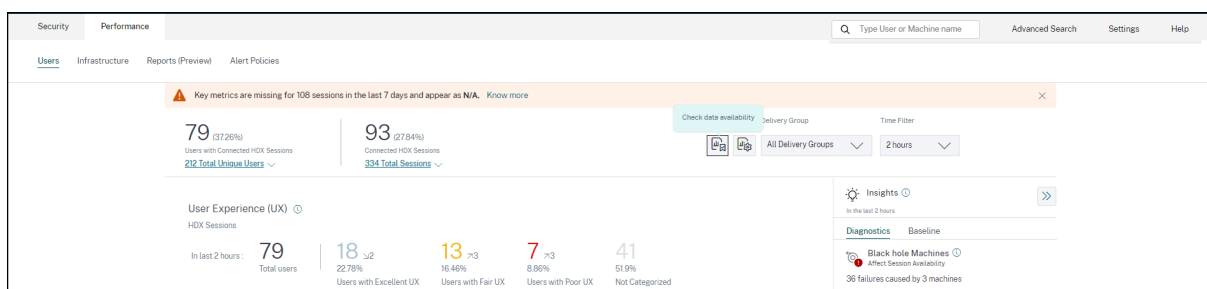 Security Performance Type User or Machine name Advanced Search Settings Help
Users Infrastructure Reports (Preview) Alert Policies
Key metrics are missing for 108 sessions in the last 7 days and appear as N/A. Know more
Check data availability
Delivery Group Time Filter
79 (37.26%) 93 (27.84%)
All Delivery Groups 2 hours
Users with Connected HDX Sessions Connected HDX Sessions
212 Total Unique Users 334 Total Sessions
Insights
In the last 2 hours
User Experience (UX)
HDX Sessions
Diagnostics Baseline
In last 2 hours : 79 18 2 13 3 7 3 41
Total users 22.78% 16.46% 8.86% 51.9%
Users with Excellent UX Users with Fair UX Users with Poor UX Not Categorized
Black hole Machines
Affect Session Availability
36 failures caused by 3 machines